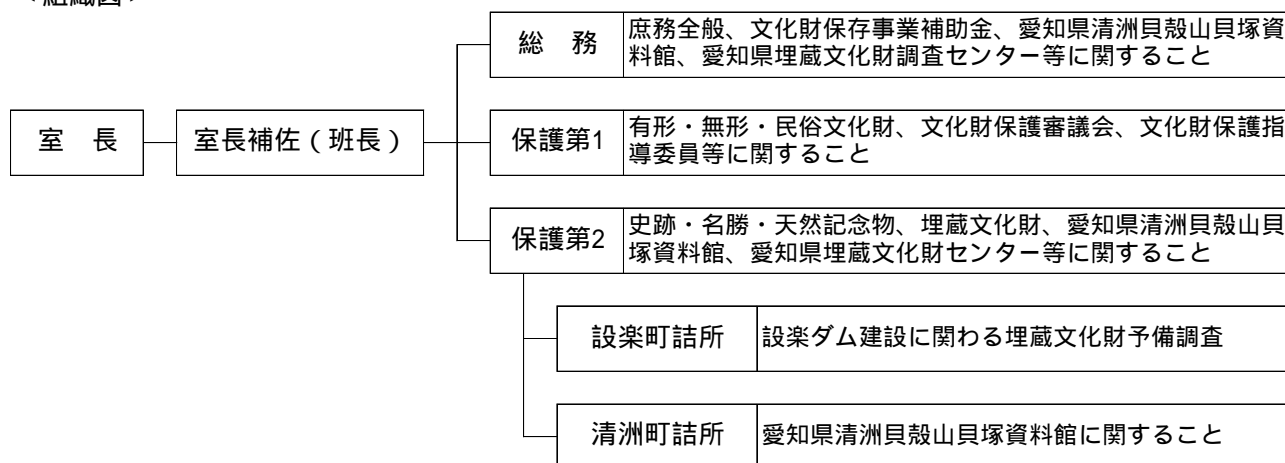 ＜組織図＞
総　務
庶務全般、文化財保存事業補助金、愛知県清洲貝殻山貝塚資
料館、愛知県埋蔵文化財調査センター等に関すること
室　長
室長補佐（班長）
保護第1
有形・無形・民俗文化財、文化財保護審議会、文化財保護指
導委員等に関すること
保護第2
史跡・名勝・天然記念物、埋蔵文化財、愛知県清洲貝殻山貝
塚資料館、愛知県埋蔵文化財センター等に関すること
設楽町詰所
設楽ダム建設に関わる埋蔵文化財予備調査
清洲町詰所
愛知県清洲貝殻山貝塚資料館に関すること